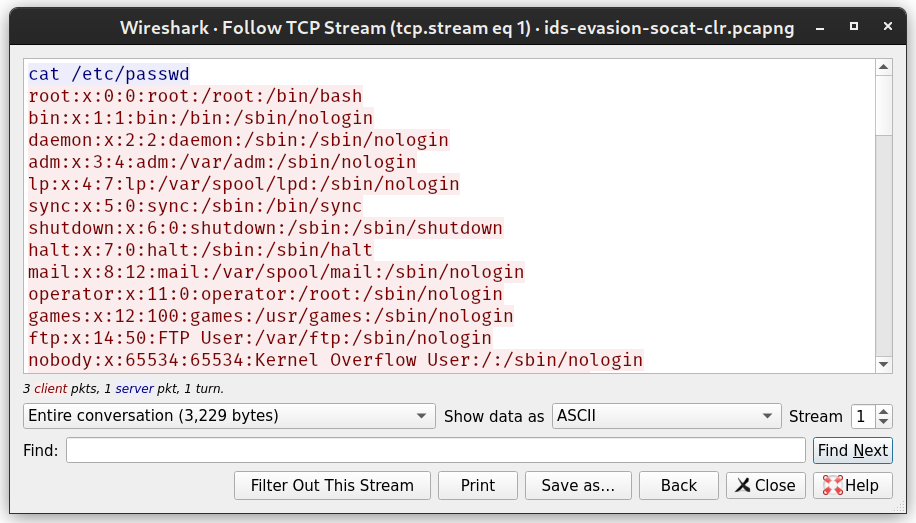 Wireshark · Follow TCP Stream (tcp.stream eq 1) · ids-evasion-socat-clr.pcapng
cat /etc/passwd
root:x:0:0:root:/root:/bin/bash
bin:x:1:1:bin:/bin:/sbin/nologin
daemon:x:2:2:daemon:/sbin:/sbin/nologin
adm:x:3:4:adm:/var/adm:/sbin/nologin
lp:x:4:7:lp:/var/spool/lpd:/sbin/nologin
sync:x:5:0:sync:/sbin:/bin/sync
shutdown:x:6:0:shutdown:/sbin:/sbin/shutdown
halt:x:7:0:halt:/sbin:/sbin/halt
mail:x:8:12:mail:/var/spool/mail:/sbin/nologin
operator:x:11:0:operator:/root:/sbin/nologin
games:x:12:100:games:/usr/games:/sbin/nologin
ftp:x:14:50:FTP User:/var/ftp:/sbin/nologin
nobody:x:65534:65534:Kernel Overflow User:/:/sbin/nologin
3 client pkts, 1 server pkt, 1 turn.
Entire conversation (3,229 bytes) Show data as ASCII Stream 1
Find: Find Next
Filter Out This Stream Print Save as… Back Close Help